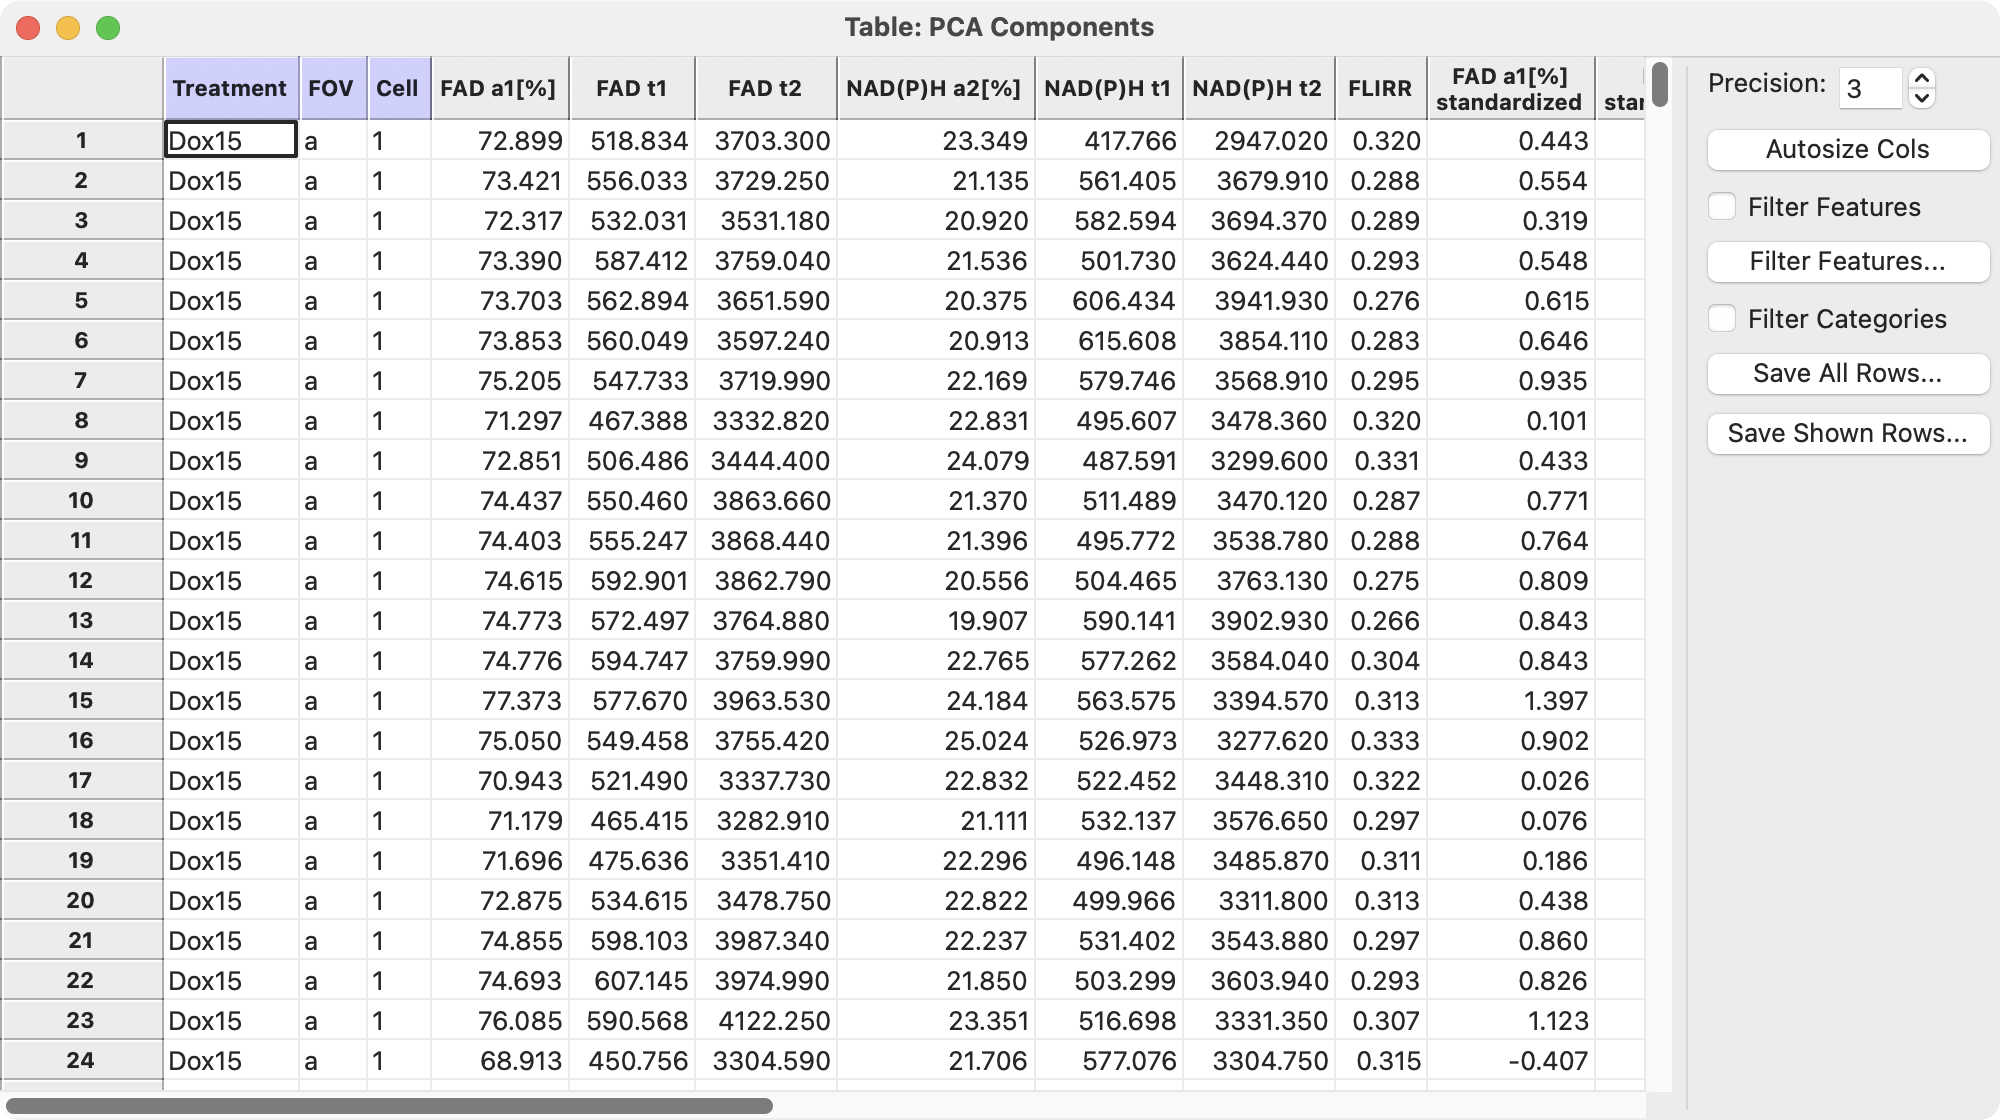 Table: PCA Components
Treatment FOV Cell FAD a1[%] FAD t1 FAD t2 NAD(P)H a2[%] NAD(P)H t1 NAD(P)H t2 FLIRR FAD a1[%] standardized
1 Dox15 a 1 72.899 518.834 3703.300 23.349 417.766 2947.020 0.320 0.443
2 Dox15 a 1 73.421 556.033 3729.250 21.135 561.405 3679.910 0.288 0.554
3 Dox15 a 1 72.317 532.031 3531.180 20.920 582.594 3694.370 0.289 0.319
4 Dox15 a 1 73.390 587.412 3759.040 21.536 501.730 3624.440 0.293 0.548
5 Dox15 a 1 73.703 562.894 3651.590 20.375 606.434 3941.930 0.276 0.615
6 Dox15 a 1 73.853 560.049 3597.240 20.913 615.608 3854.110 0.283 0.646
7 Dox15 a 1 75.205 547.733 3719.990 22.169 579.746 3568.910 0.295 0.935
8 Dox15 a 1 71.297 467.388 3332.820 22.831 495.607 3478.360 0.320 0.101
9 Dox15 a 1 72.851 506.486 3444.400 24.079 487.591 3299.600 0.331 0.433
10 Dox15 a 1 74.437 550.460 3863.660 21.370 511.489 3470.120 0.287 0.771
11 Dox15 a 1 74.403 555.247 3868.440 21.396 495.772 3538.780 0.288 0.764
12 Dox15 a 1 74.615 592.901 3862.790 20.556 504.465 3763.130 0.275 0.809
13 Dox15 a 1 74.773 572.497 3764.880 19.907 590.141 3902.930 0.266 0.843
14 Dox15 a 1 74.776 594.747 3759.990 22.765 577.262 3584.040 0.304 0.843
15 Dox15 a 1 77.373 577.670 3963.530 24.184 563.575 3394.570 0.313 1.397
16 Dox15 a 1 75.050 549.458 3755.420 25.024 526.973 3277.620 0.333 0.902
17 Dox15 a 1 70.943 521.490 3337.730 22.832 522.452 3448.310 0.322 0.026
18 Dox15 a 1 71.179 465.415 3282.910 21.111 532.137 3576.650 0.297 0.076
19 Dox15 a 1 71.696 475.636 3351.410 22.296 496.148 3485.870 0.311 0.186
20 Dox15 a 1 72.875 534.615 3478.750 22.822 499.966 3311.800 0.313 0.438
21 Dox15 a 1 74.855 598.103 3987.340 22.237 531.402 3543.880 0.297 0.860
22 Dox15 a 1 74.693 607.145 3974.990 21.850 503.299 3603.940 0.293 0.826
23 Dox15 a 1 76.085 590.568 4122.250 23.351 516.698 3331.350 0.307 1.123
24 Dox15 a 1 68.913 450.756 3304.590 21.706 577.076 3304.750 0.315 -0.407
Precision: 3
Autosize Cols
Filter Features
Filter Features...
Filter Categories
Save All Rows...
Save Shown Rows...